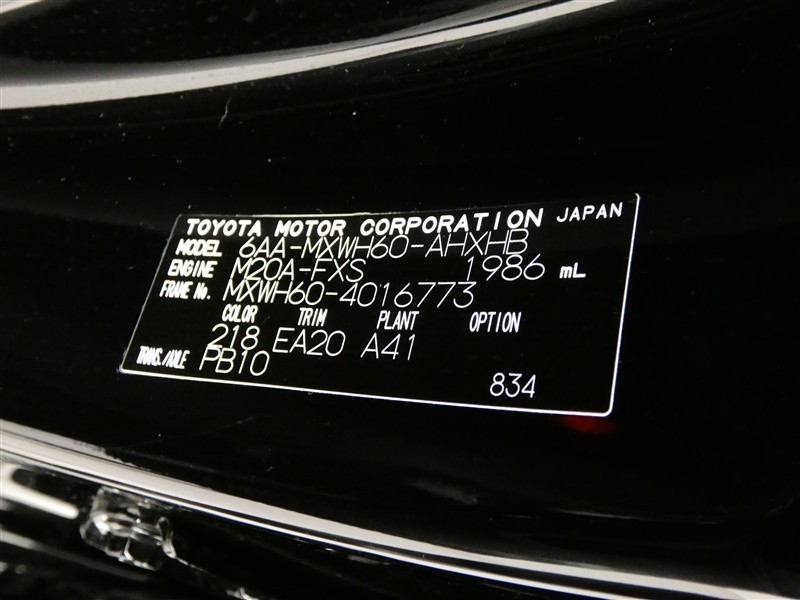 TOYOTA MOTOR CORPORATION JAPAN
MODEL 6AA-MXWH60-AHXHB
ENGINE M20A-FXS 1986 mL
FRAME No. MXWH60-4016773
COLOR TRIM PLANT OPTION
218 EA20 A41
TRANS./AXLE PB10
834